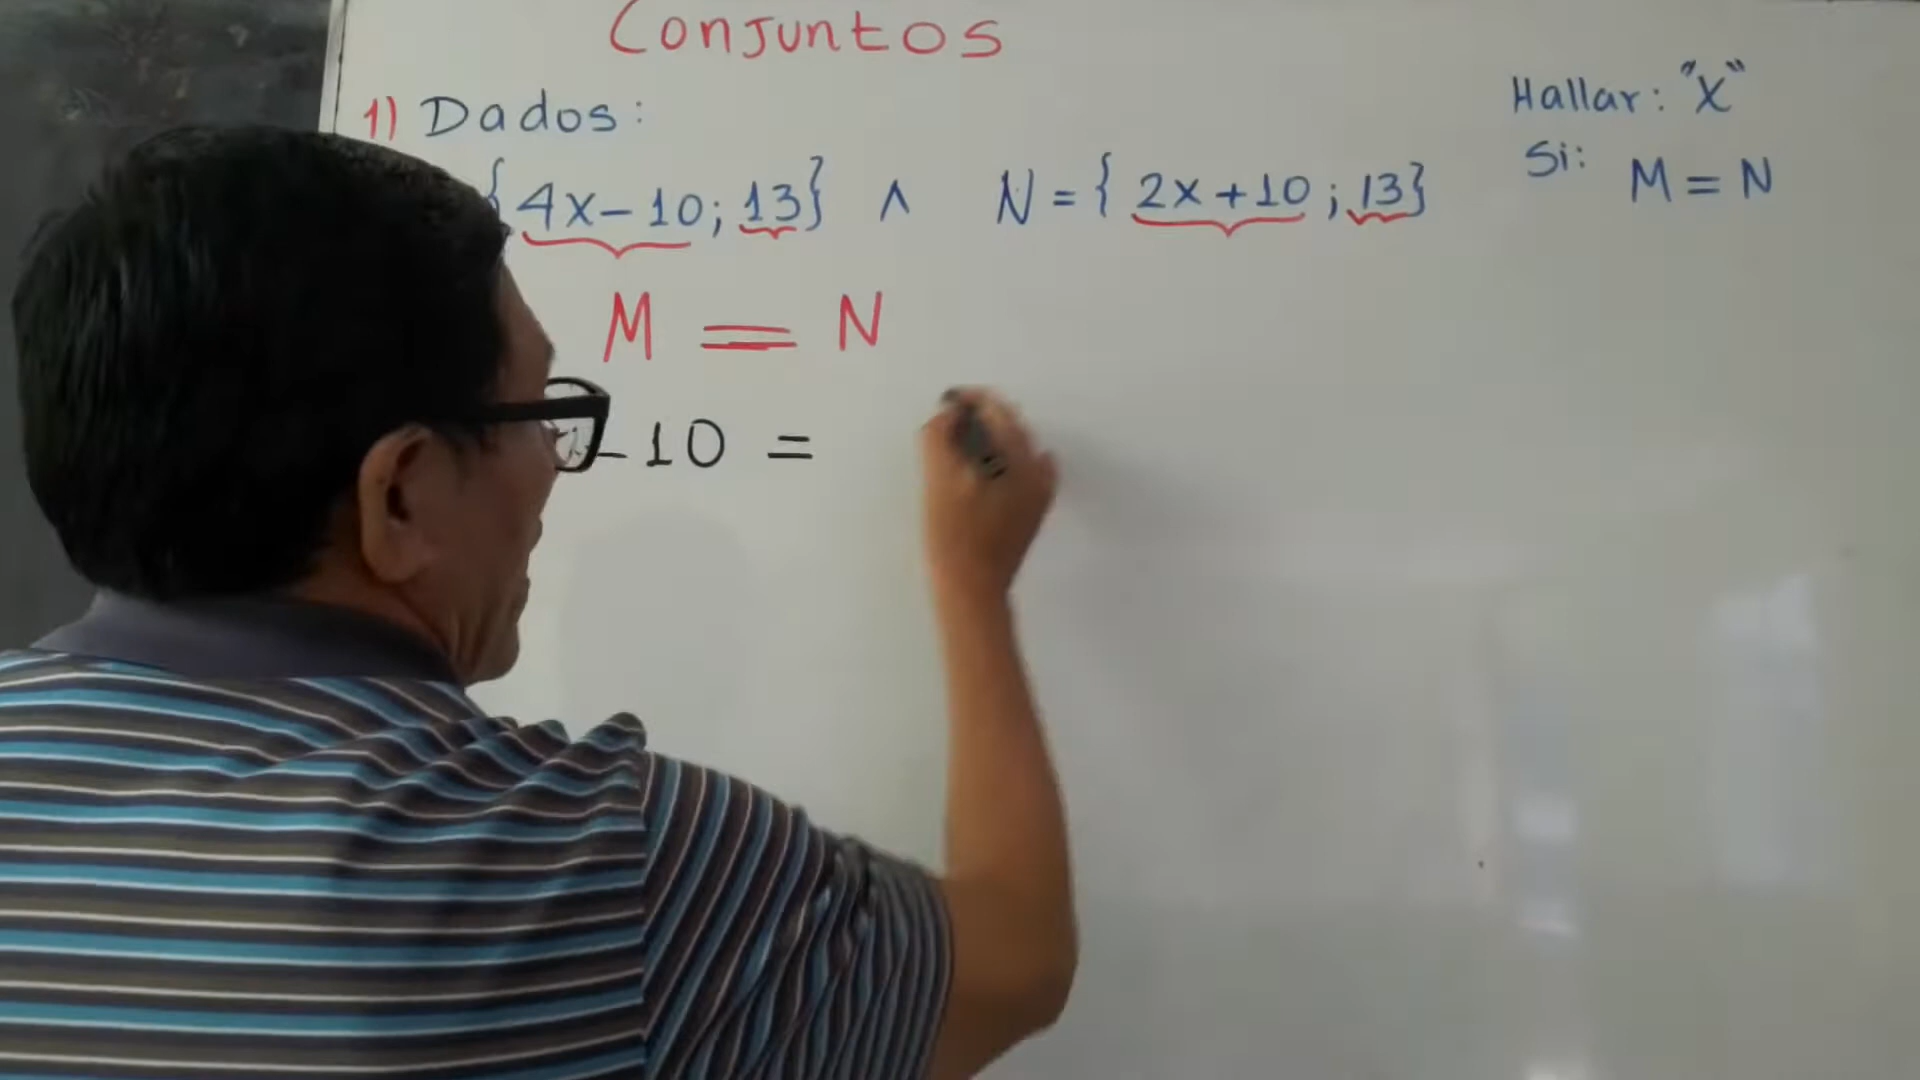 Conjuntos
1) Dados:
{4x-10; 13} ∧ N = { 2x+10 ; 13}
Hallar: "X"
Si: M = N
M = N
-10 =